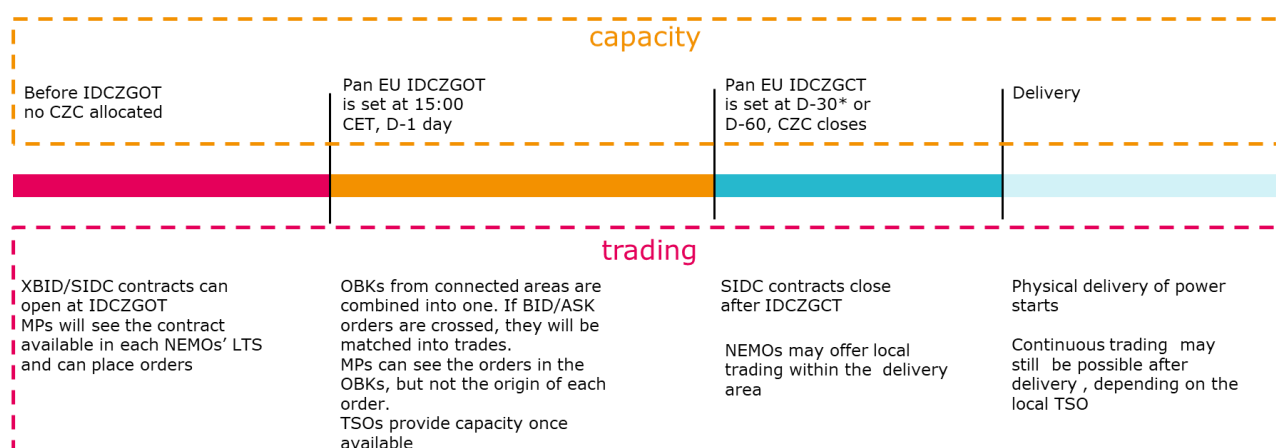 capacity
Before IDCZGOT
no CZC allocated
Pan EU IDCZGOT
is set at 15:00
CET, D-1 day
Pan EU IDCZGCT
is set at D-30* or
D-60, CZC closes
Delivery
trading
XBID/SIDC contracts can
open at IDCZGOT
MPs will see the contract
available in each NEMOs' LTS
and can place orders
OBKs from connected areas are
combined into one. If BID/ASK
orders are crossed, they will be
matched into trades.
MPs can see the orders in the
OBKs, but not the origin of each
order.
TSOs provide capacity once
available
SIDC contracts close
after IDCZGCT
NEMOs may offer local
trading within the delivery
area
Physical delivery of power
starts
Continuous trading may
still be possible after
delivery , depending on the
local TSO